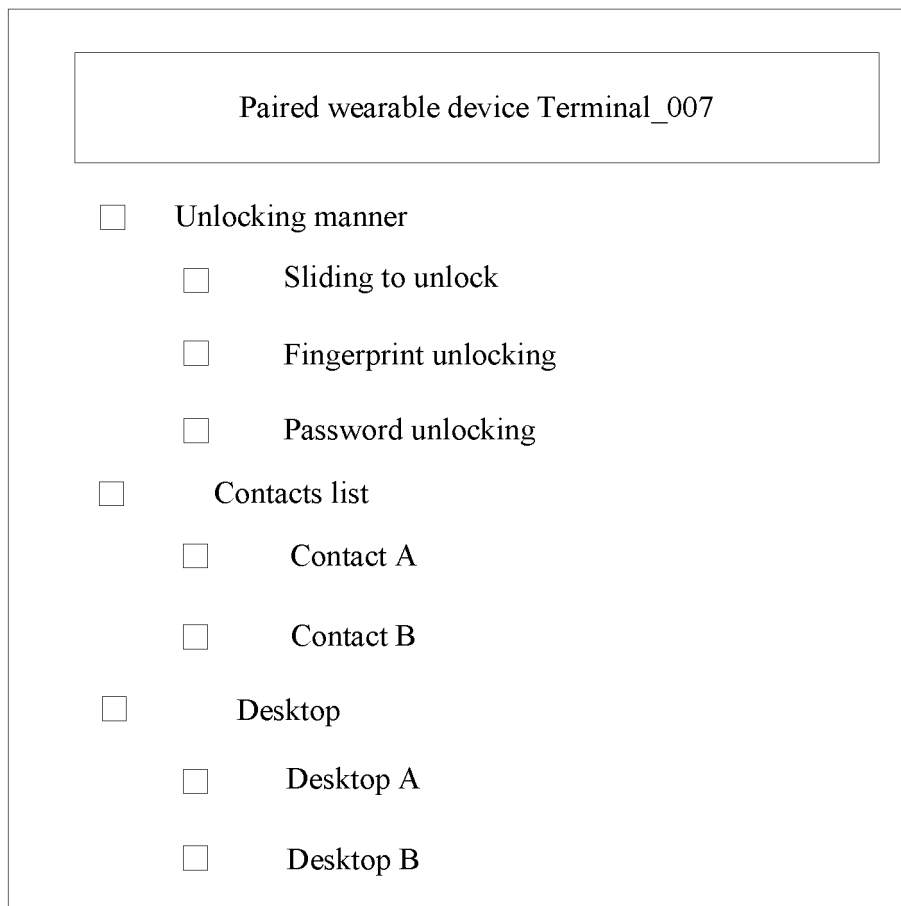 Paired wearable device Terminal_007
Unlocking manner
Sliding to unlock
Fingerprint unlocking
Password unlocking
Contacts list
Contact A
Contact B
Desktop
Desktop A
Desktop B